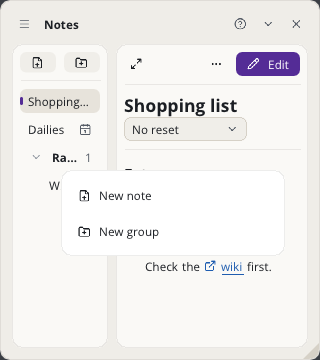 Notes
Shopping...
Dailies
Ra... 1
W
Edit
Shopping list
No reset
New note
New group
Check the wiki first.